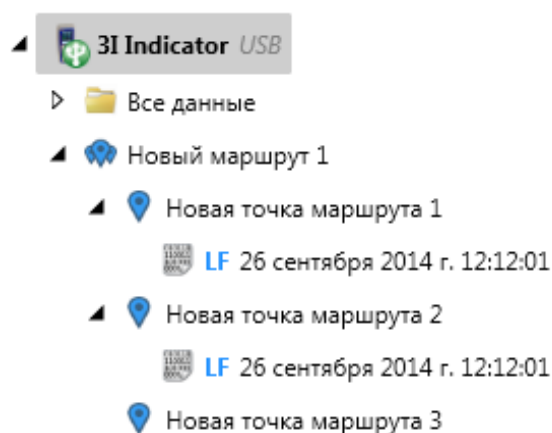 3I Indicator USB
Все данные
Новый маршрут 1
Новая точка маршрута 1
LF 26 сентября 2014 г. 12:12:01
Новая точка маршрута 2
LF 26 сентября 2014 г. 12:12:01
Новая точка маршрута 3